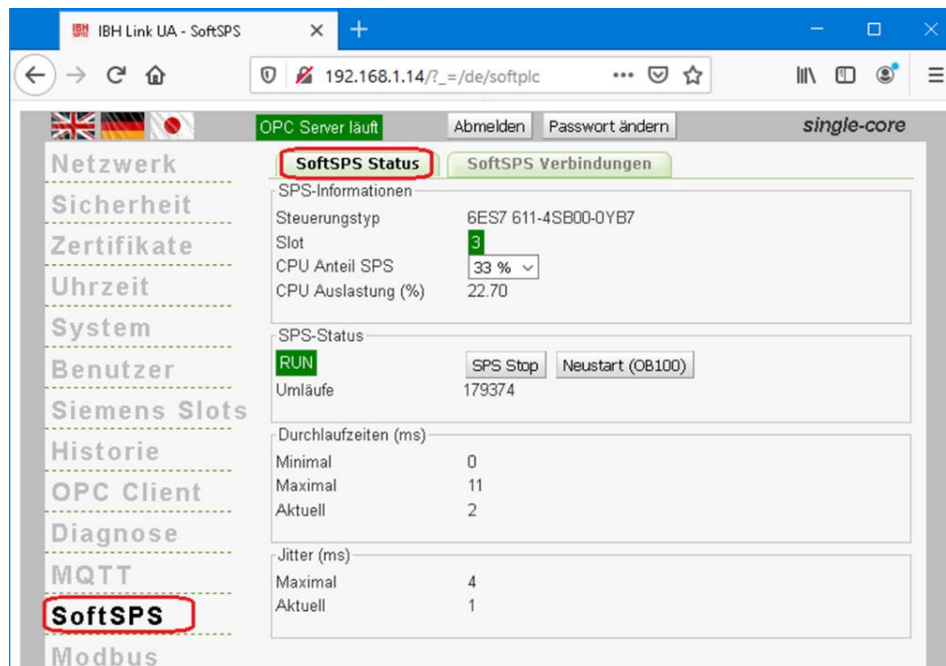 IBH Link UA - SoftSPS
192.168.1.14/?_=/de/softplc
OPC Server läuft Abmelden Passwort ändern single-core
Netzwerk
Sicherheit
Zertifikate
Uhrzeit
System
Benutzer
Siemens Slots
Historie
OPC Client
Diagnose
MQTT
SoftSPS
Modbus
SoftSPS Status SoftSPS Verbindungen
SPS-Informationen
Steuerungstyp 6ES7 611-4SB00-0YB7
Slot 3
CPU Anteil SPS 33 %
CPU Auslastung (%) 22.70
SPS-Status
RUN SPS Stop Neustart (OB100)
Umläufe 179374
Durchlaufzeiten (ms)
Minimal 0
Maximal 11
Aktuell 2
Jitter (ms)
Maximal 4
Aktuell 1